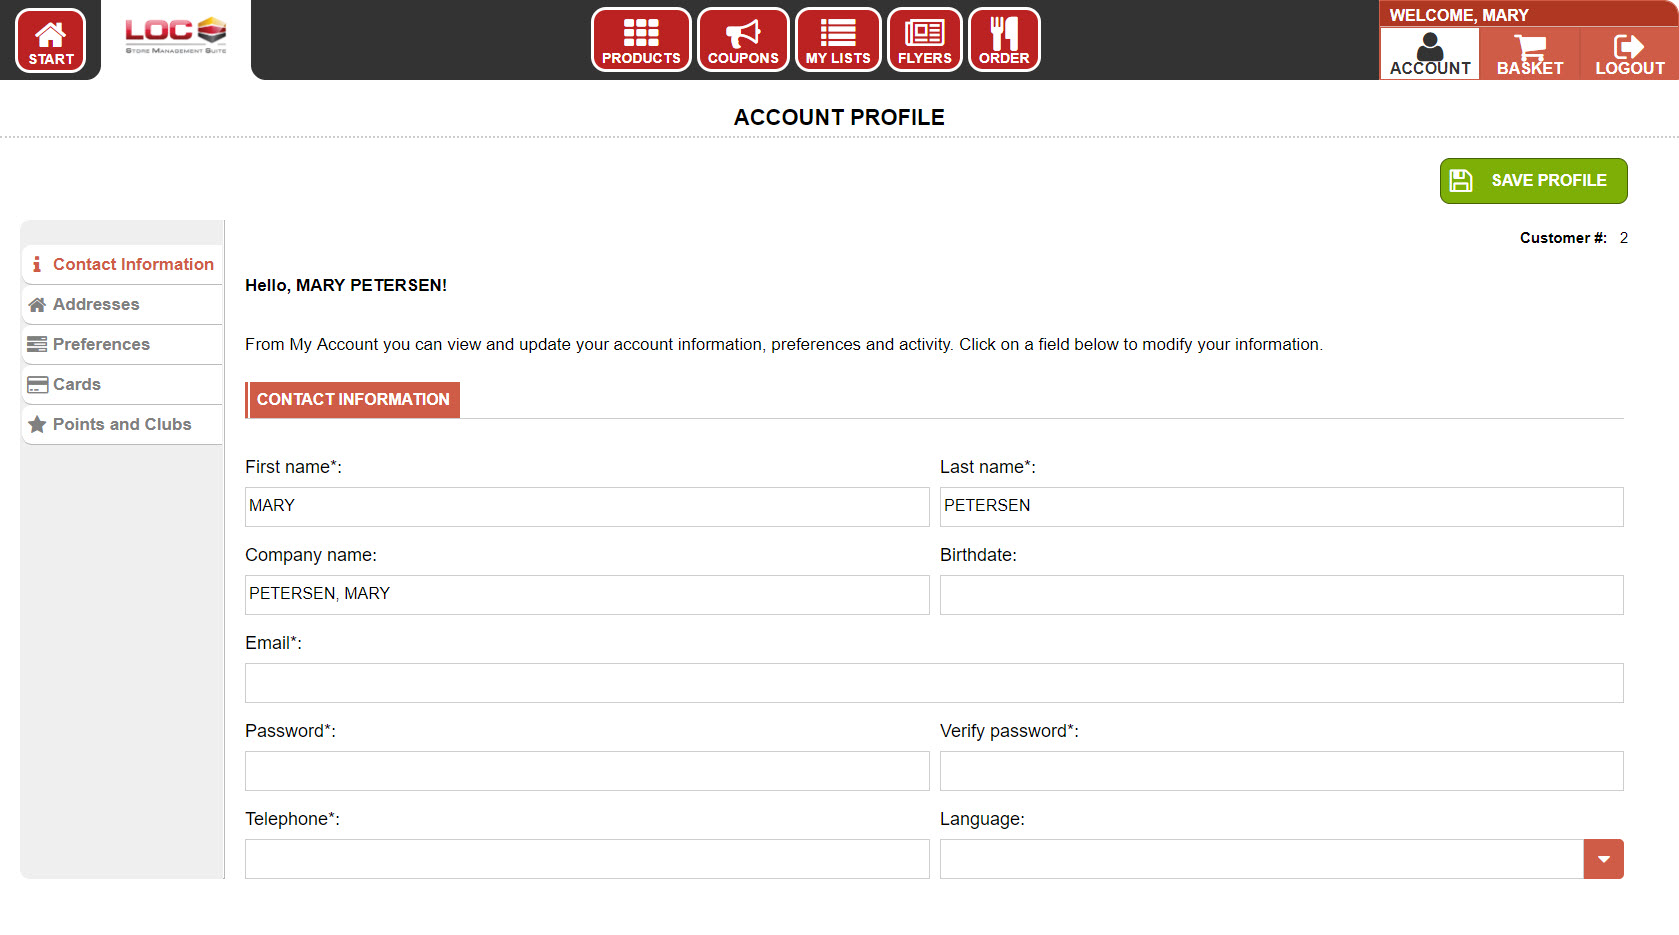 START
LOC
STORE MANAGEMENT SUITE
PRODUCTS
COUPONS
MY LISTS
FLYERS
ORDER
WELCOME, MARY
ACCOUNT
BASKET
LOGOUT
ACCOUNT PROFILE
SAVE PROFILE
Customer #: 2
Contact Information
Addresses
Preferences
Cards
Points and Clubs
Hello, MARY PETERSEN!
From My Account you can view and update your account information, preferences and activity. Click on a field below to modify your information.
CONTACT INFORMATION
First name*:
Last name*:
MARY
PETERSEN
Company name:
Birthdate:
PETERSEN, MARY
Email*:
Password*:
Verify password*:
Telephone*:
Language: